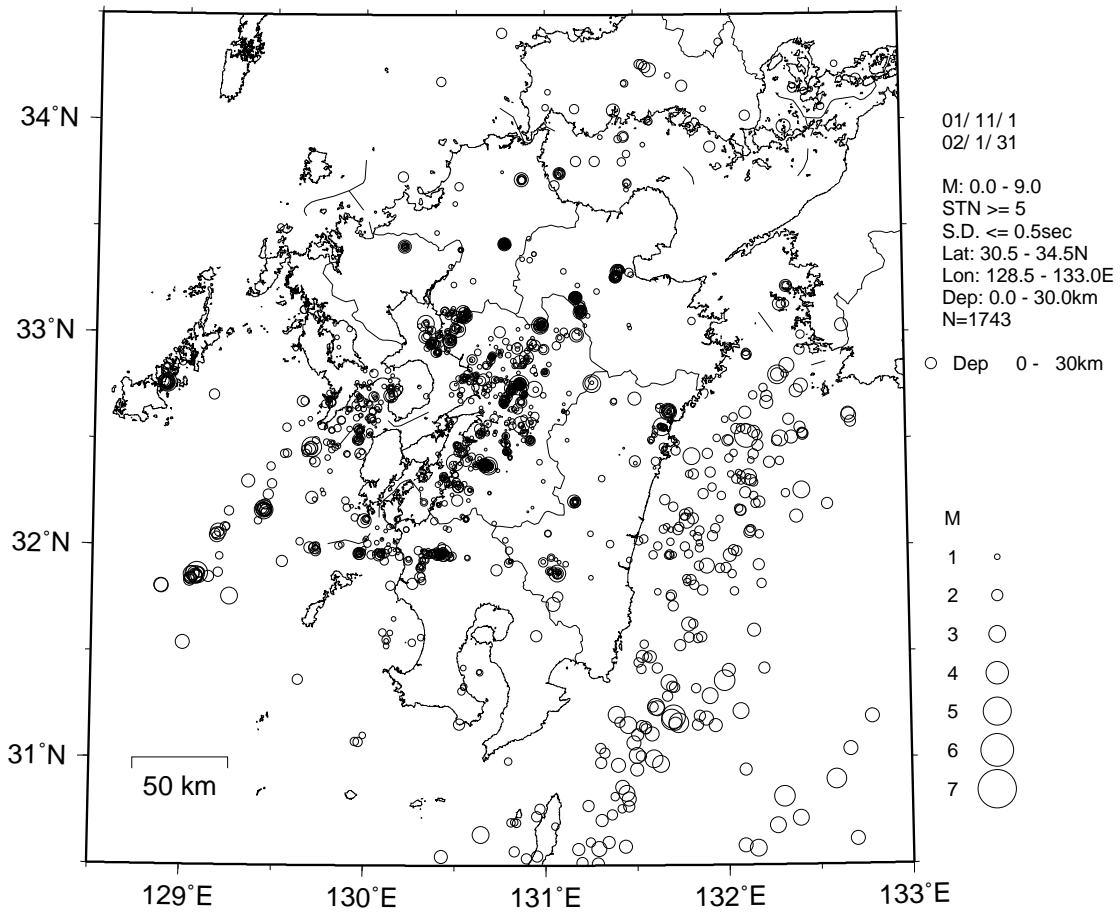 34˚N
33˚N
32˚N
31˚N
129˚E
130˚E
131˚E
132˚E
133˚E
50 km
01/ 11/ 1
02/ 1/ 31
M: 0.0 - 9.0
STN >= 5
S.D. <= 0.5sec
Lat: 30.5 - 34.5N
Lon: 128.5 - 133.0E
Dep: 0.0 - 30.0km
N=1743
Dep 0 - 30km
M
1
2
3
4
5
6
7